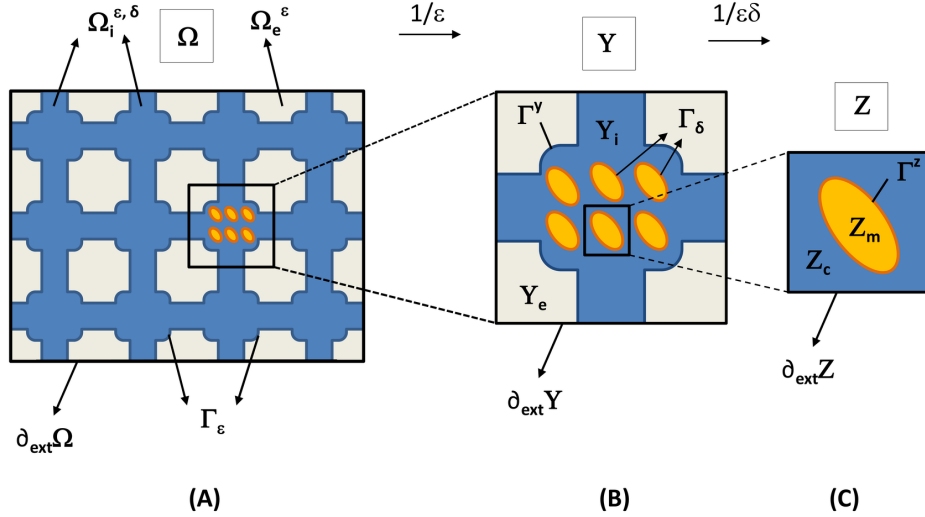 Ω_i^{ε,δ}
Ω
Ω_e^ε
1/ε
Y
1/εδ
Z
Γ^y
Y_i
Γ_δ
Y_e
Γ^z
Z_m
Z_c
∂_ext Ω
Γ_ε
∂_ext Y
∂_ext Z
(A)
(B)
(C)